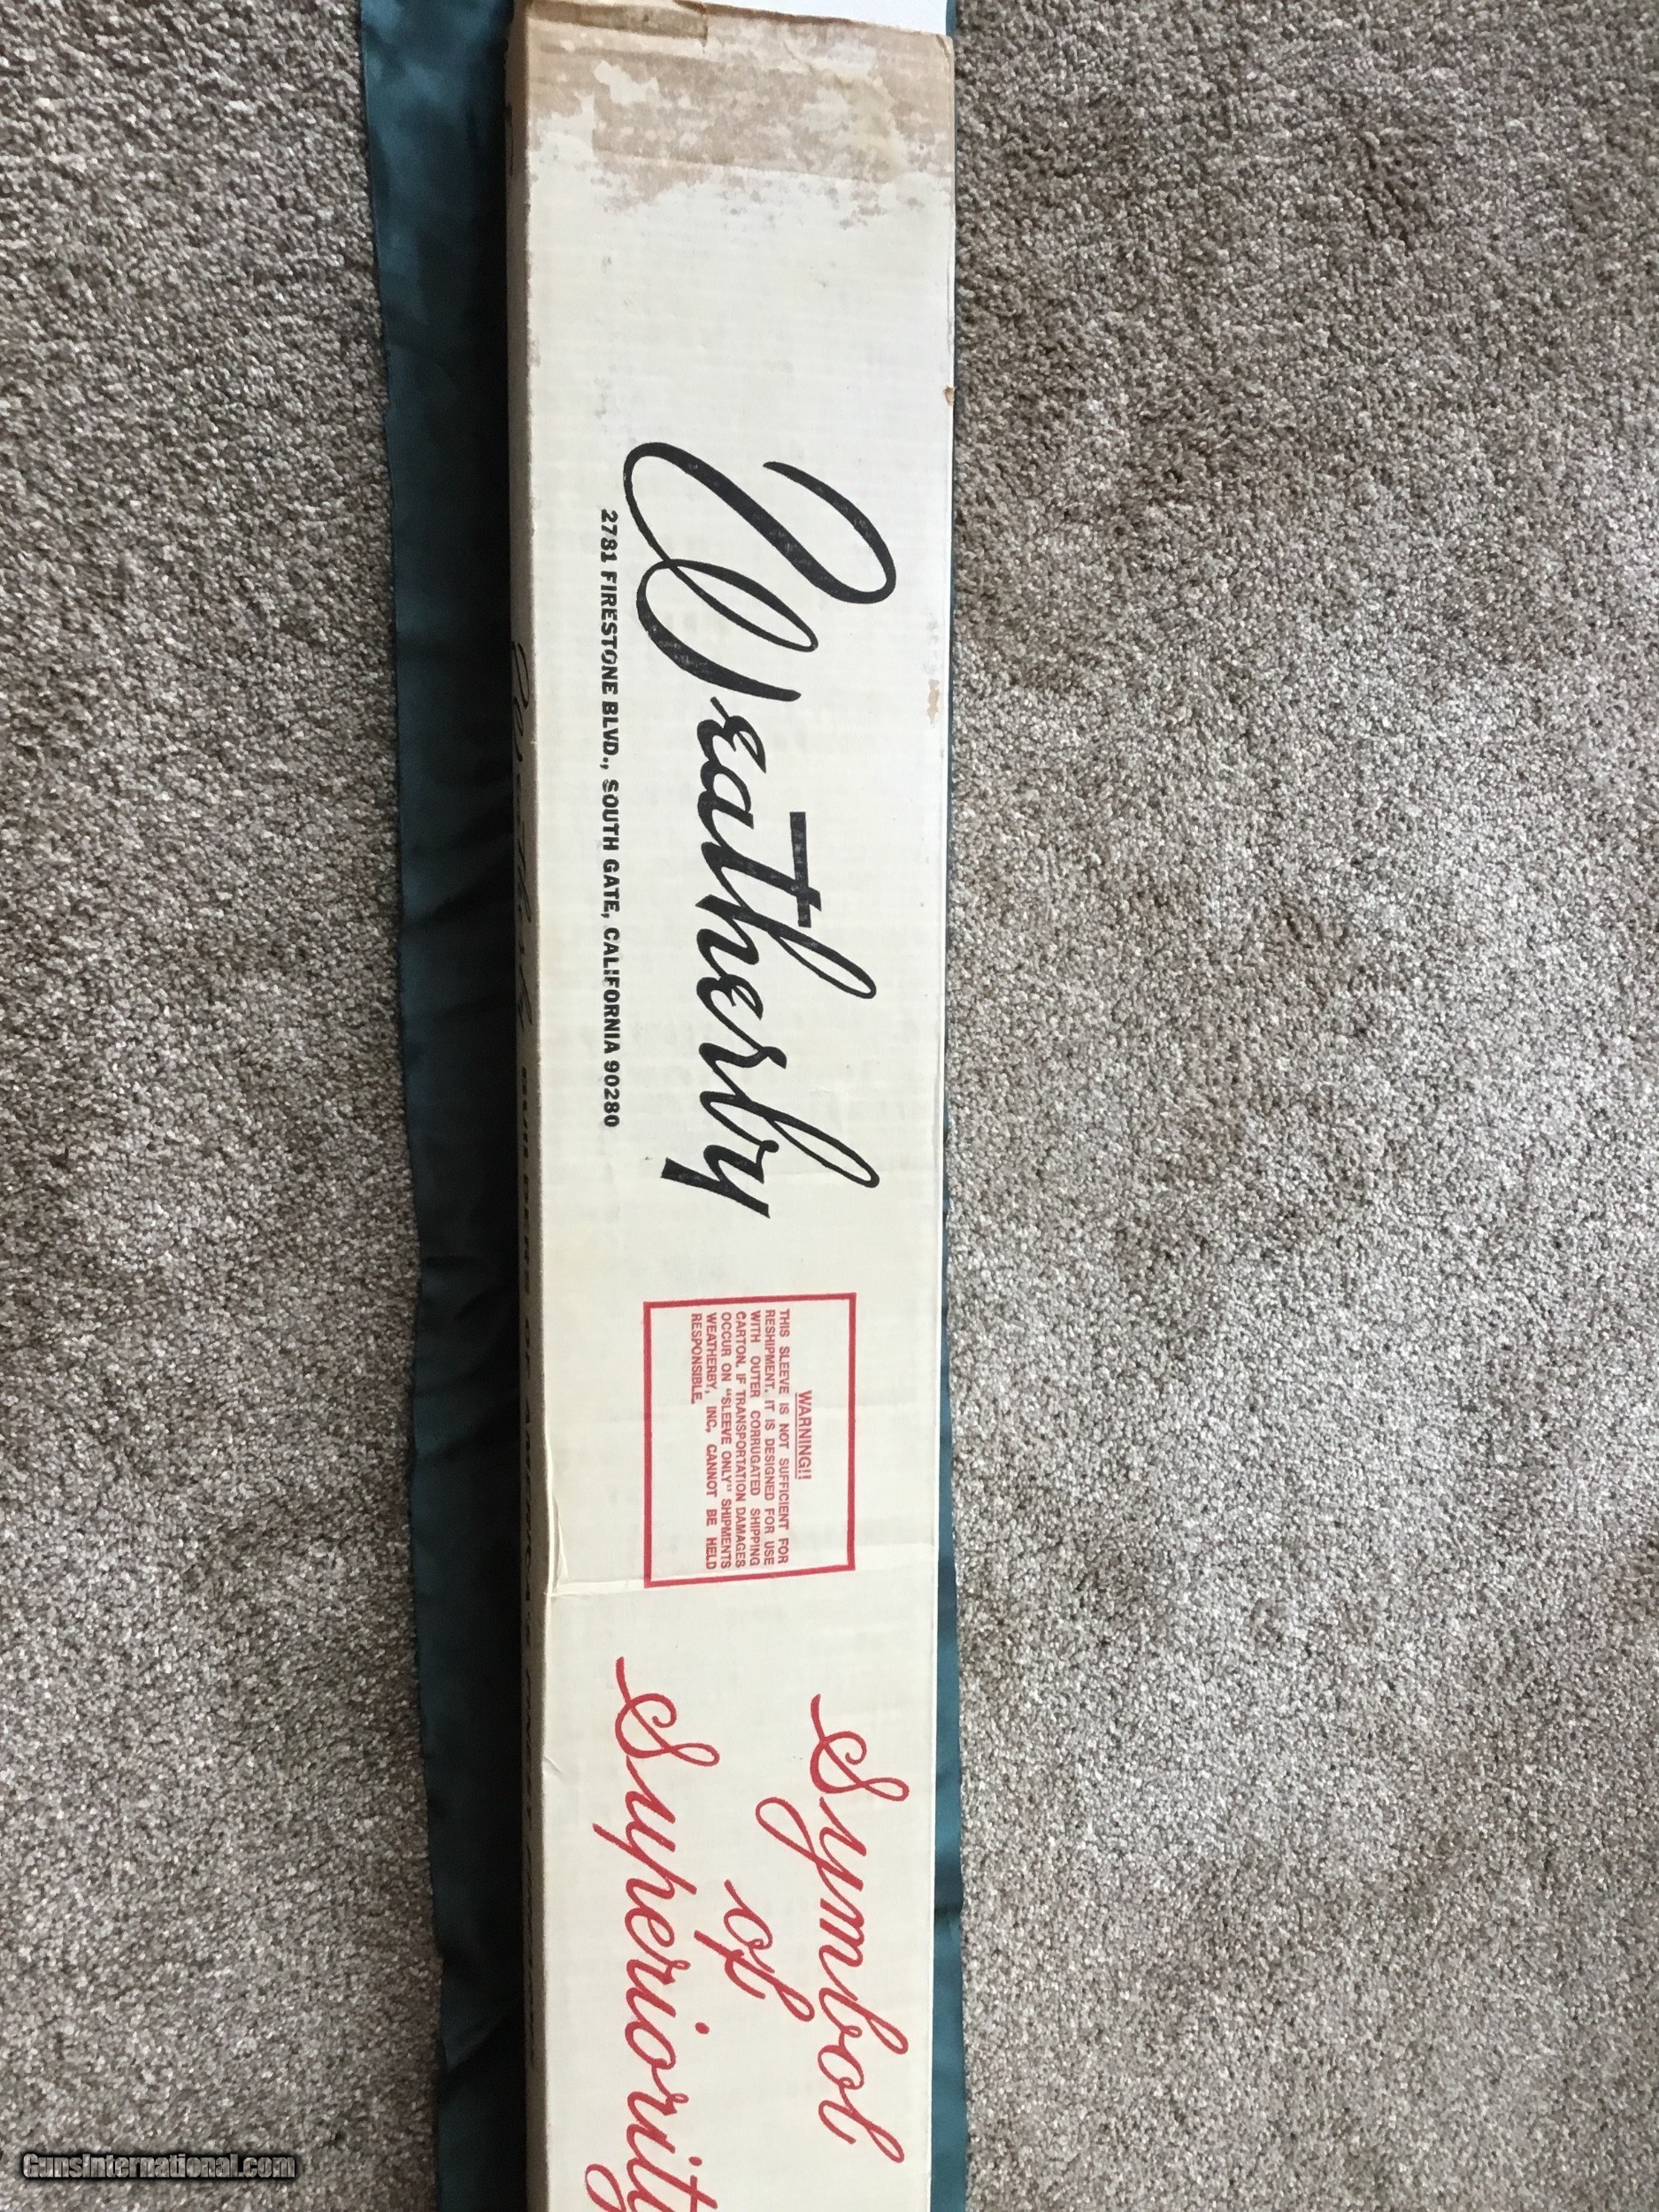 Weatherby
2781 FIRESTONE BLVD., SOUTH GATE, CALIFORNIA 90280
WARNING!!
THIS SLEEVE IS NOT SUFFICIENT FOR
RESHIPMENT. IT IS DESIGNED FOR USE
WITH OUTER CORRUGATED SHIPPING
CARTON. IF TRANSPORTATION DAMAGES
OCCUR ON "SLEEVE ONLY" SHIPMENTS
WEATHERBY, INC., CANNOT BE HELD
RESPONSIBLE.
Symbol
of
Superiority
Weatherby
GunsInternational.com